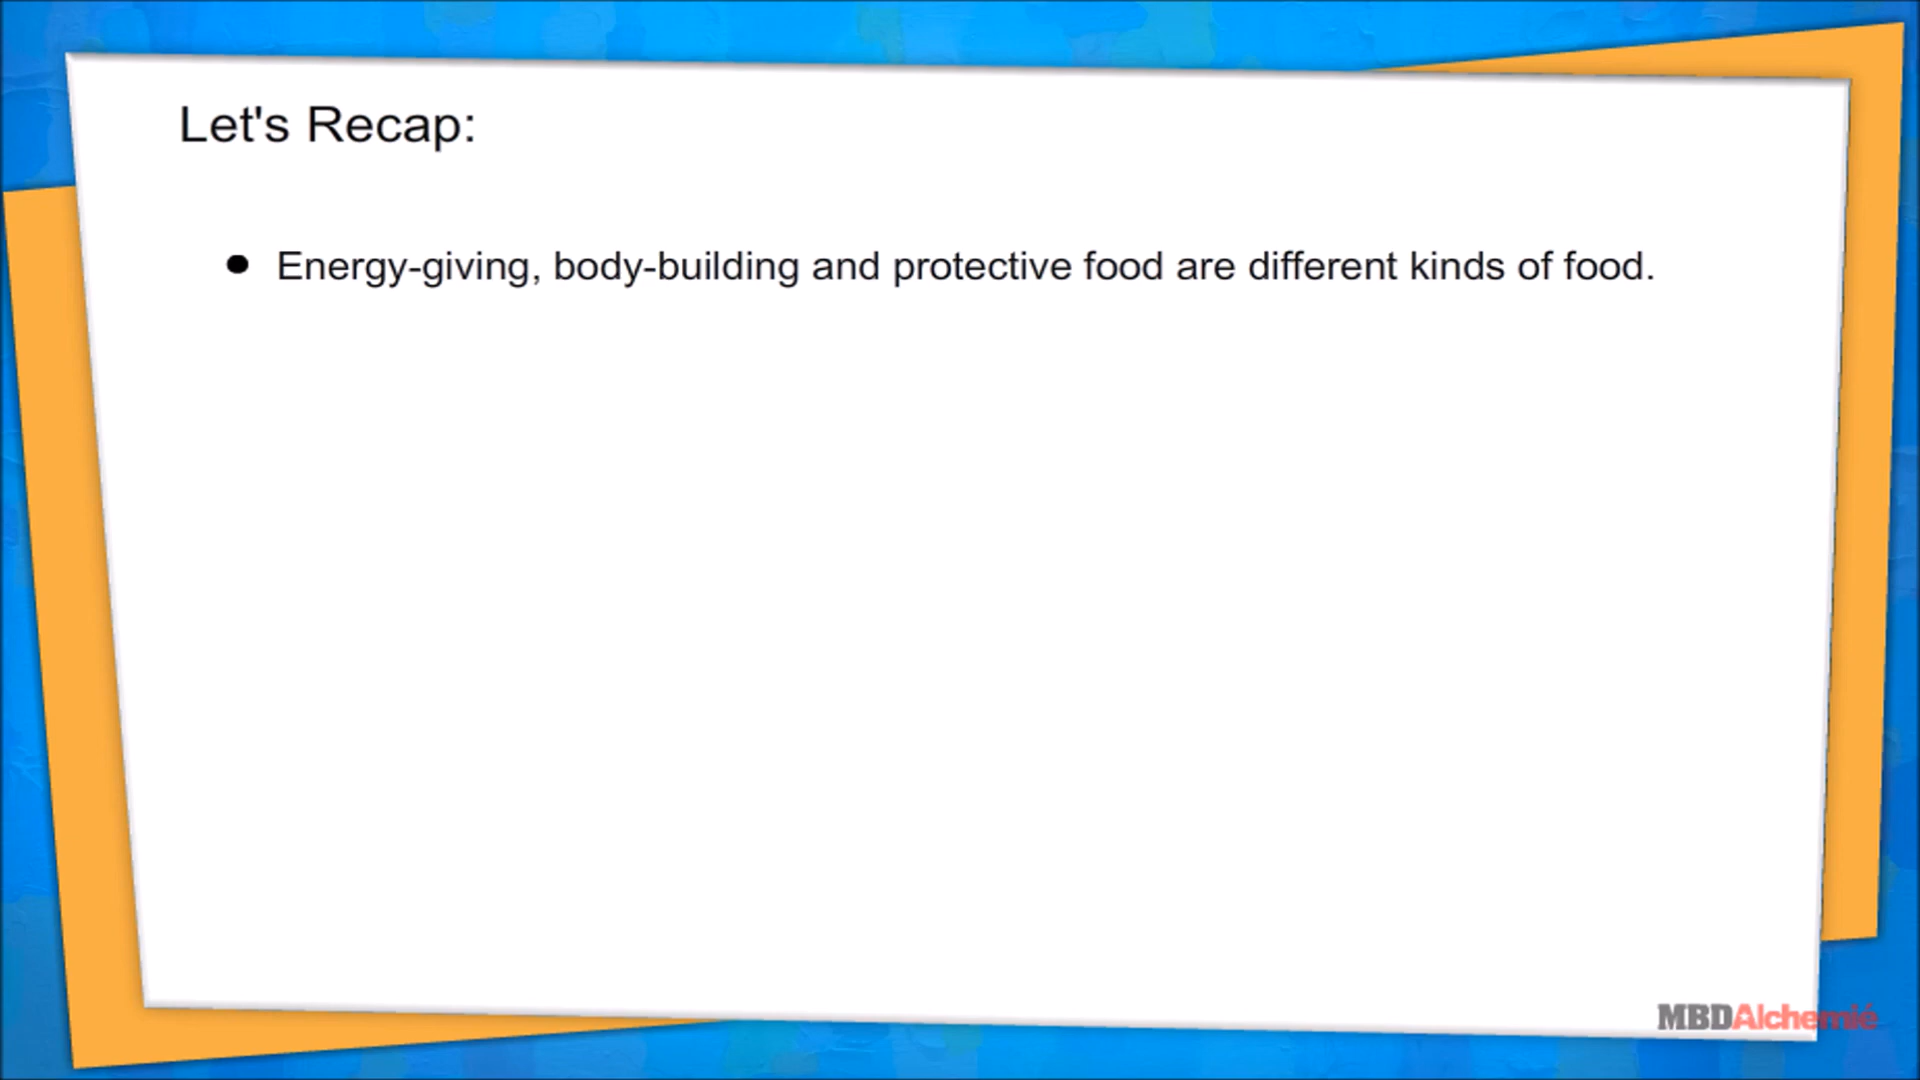 Let's Recap:
● Energy-giving, body-building and protective food are different kinds of food.
MBDAlchemié